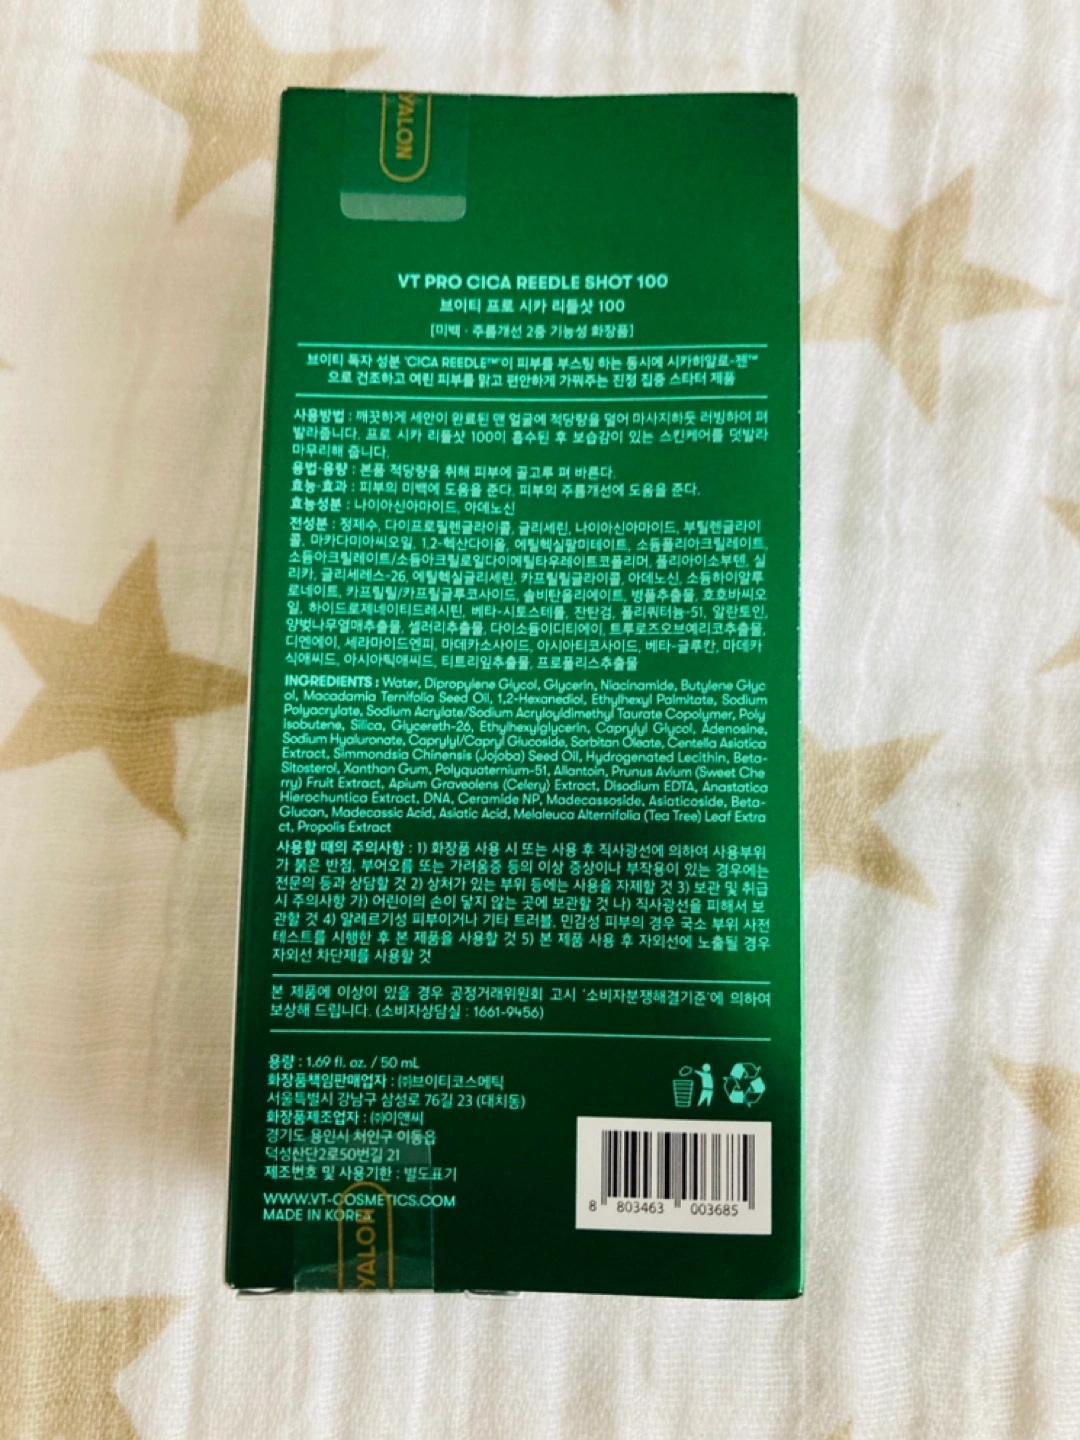 YALON
VT PRO CICA REEDLE SHOT 100
브이티 프로 시카 리들샷 100
[미백 · 주름개선 2중 기능성 화장품]
브이티 독자 성분 'CICA REEDLE™'이 피부를 부스팅 하는 동시에 시카히알로-젠™
으로 건조하고 여린 피부를 맑고 편안하게 가꿔주는 진정 집중 스타터 제품
사용방법 : 깨끗하게 세안이 완료된 맨 얼굴에 적당량을 덜어 마사지하듯 러빙하여 펴
발라줍니다. 프로 시카 리들샷 100이 흡수된 후 보습감이 있는 스킨케어를 덧발라
마무리해 줍니다.
용법·용량 : 본품 적당량을 취해 피부에 골고루 펴 바른다.
효능·효과 : 피부의 미백에 도움을 준다. 피부의 주름개선에 도움을 준다.
효능성분 : 나이아신아마이드, 아데노신
전성분 : 정제수, 다이프로필렌글라이콜, 글리세린, 나이아신아마이드, 부틸렌글라이
콜, 마카다미아씨오일, 1,2-헥산다이올, 에틸헥실팔미테이트, 소듐폴리아크릴레이트,
소듐아크릴레이트/소듐아크릴로일다이메틸타우레이트코폴리머, 폴리아이소부텐, 실
리카, 글리세레스-26, 에틸헥실글리세린, 카프릴릴글라이콜, 아데노신, 소듐하이알루
로네이트, 카프릴릴/카프릴글루코사이드, 솔비탄올리에이트, 병풀추출물, 호호바씨오
일, 하이드로제네이티드레시틴, 베타-시토스테롤, 잔탄검, 폴리쿼터늄-51, 알란토인,
양벚나무열매추출물, 셀러리추출물, 다이소듐이디티에이, 트루로즈오브예리코추출물,
디엔에이, 세라마이드엔피, 마데카소사이드, 아시아티코사이드, 베타-글루칸, 마데카
식애씨드, 아시아틱애씨드, 티트리잎추출물, 프로폴리스추출물
INGREDIENTS : Water, Dipropylene Glycol, Glycerin, Niacinamide, Butylene Glyc
ol, Macadamia Ternifolia Seed Oil, 1,2-Hexanediol, Ethylhexyl Palmitate, Sodium
Polyacrylate, Sodium Acrylate/Sodium Acryloyldimethyl Taurate Copolymer, Poly
isobutene, Silica, Glycereth-26, Ethylhexylglycerin, Caprylyl Glycol, Adenosine,
Sodium Hyaluronate, Caprylyl/Capryl Glucoside, Sorbitan Oleate, Centella Asiatica
Extract, Simmondsia Chinensis (Jojoba) Seed Oil, Hydrogenated Lecithin, Beta-
Sitosterol, Xanthan Gum, Polyquaternium-51, Allantoin, Prunus Avium (Sweet Che
rry) Fruit Extract, Apium Graveolens (Celery) Extract, Disodium EDTA, Anastatica
Hierochuntica Extract, DNA, Ceramide NP, Madecassoside, Asiaticoside, Beta-
Glucan, Madecassic Acid, Asiatic Acid, Melaleuca Alternifolia (Tea Tree) Leaf Extra
ct, Propolis Extract
사용할 때의 주의사항 : 1) 화장품 사용 시 또는 사용 후 직사광선에 의하여 사용부위
가 붉은 반점, 부어오름 또는 가려움증 등의 이상 증상이나 부작용이 있는 경우에는
전문의 등과 상담할 것 2) 상처가 있는 부위 등에는 사용을 자제할 것 3) 보관 및 취급
시 주의사항 가) 어린이의 손이 닿지 않는 곳에 보관할 것 나) 직사광선을 피해서 보
관할 것 4) 알레르기성 피부이거나 기타 트러블, 민감성 피부의 경우 국소 부위 사전
테스트를 시행한 후 본 제품을 사용할 것 5) 본 제품 사용 후 자외선에 노출될 경우
자외선 차단제를 사용할 것
본 제품에 이상이 있을 경우 공정거래위원회 고시 '소비자분쟁해결기준'에 의하여
보상해 드립니다. (소비자상담실 : 1661-9456)
용량 : 1.69 fl. oz. / 50 mL
화장품책임판매업자 : ㈜브이티코스메틱
서울특별시 강남구 삼성로 76길 23 (대치동)
화장품제조업자 : ㈜이앤씨
경기도 용인시 처인구 이동읍
덕성산단2로50번길 21
제조번호 및 사용기한 : 별도표기
WWW.VT-COSMETICS.COM
MADE IN KOREA
YALON
8 803463 003685